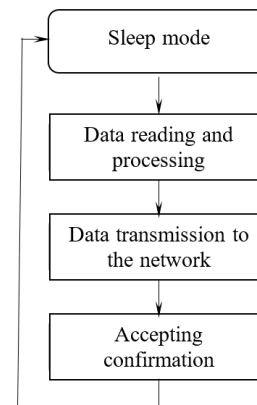 Sleep mode
Data reading and
processing
Data transmission to
the network
Accepting
confirmation